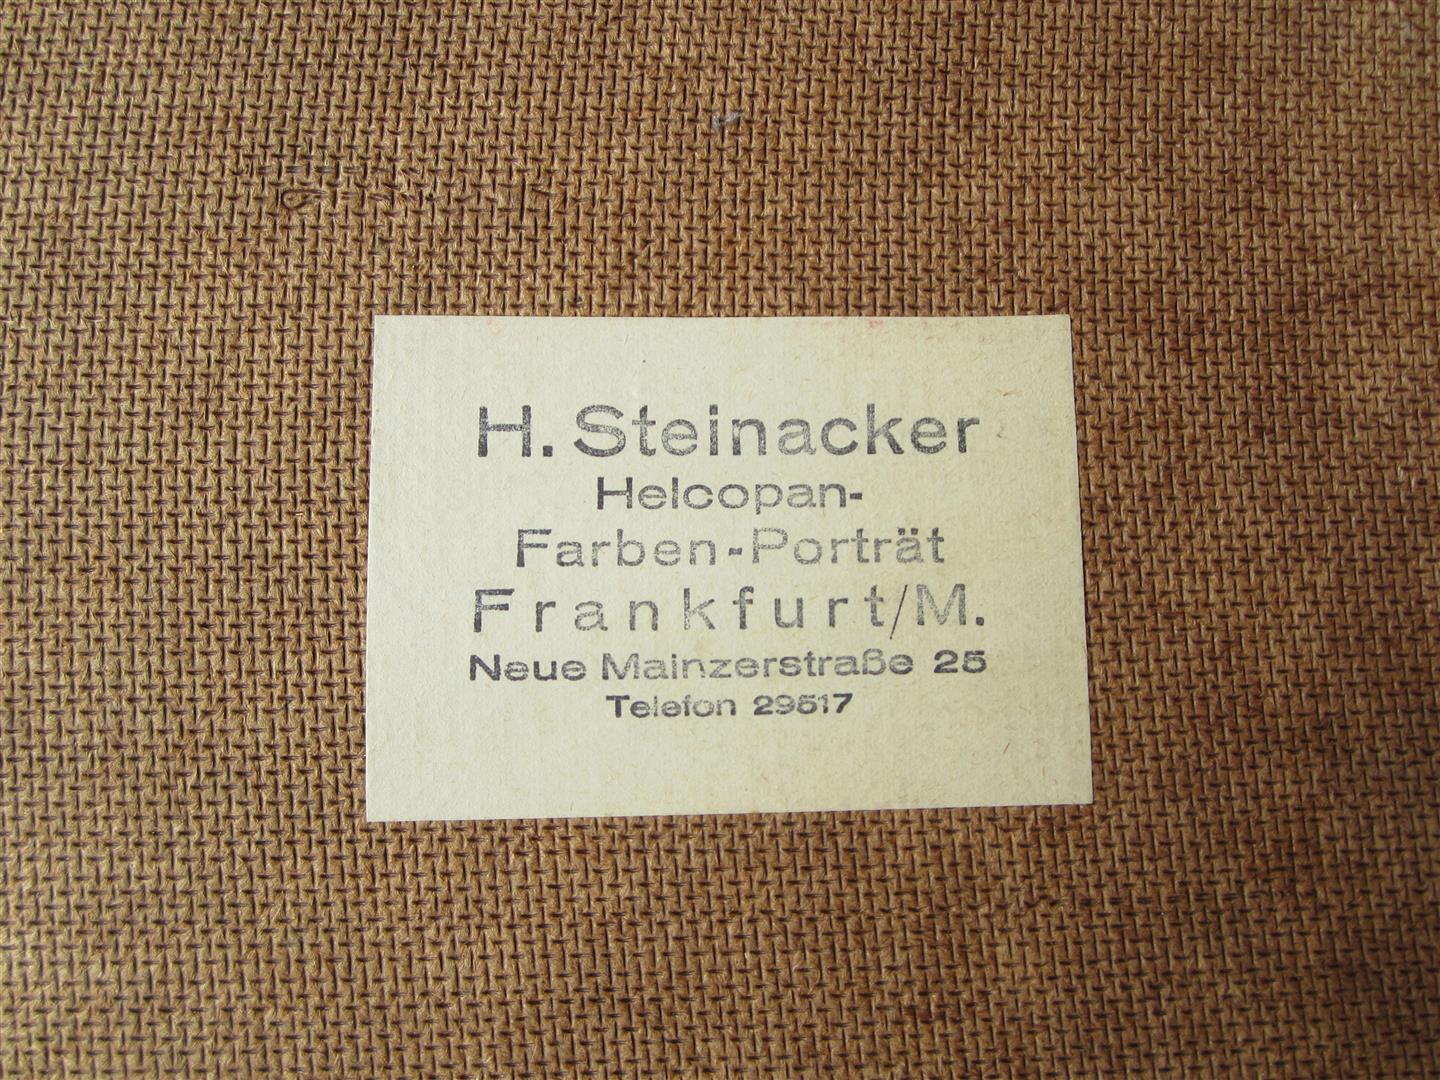 H. Steinacker
Helcopan-
Farben-Porträt
Frankfurt/M.
Neue Mainzerstraße 25
Telefon 29517